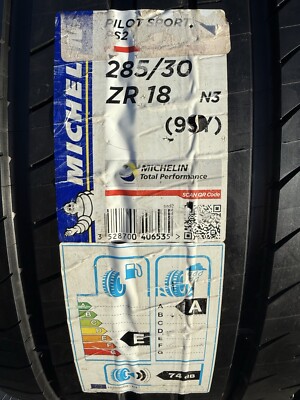 PILOT SPORT
PS2
285/30
ZR 18 N3
(93Y)
MICHELIN
MICHELIN
Total Performance
SCAN QR Code
3 528700 406535 >
A
B
C
D
E
F
G
E
A
74 dB